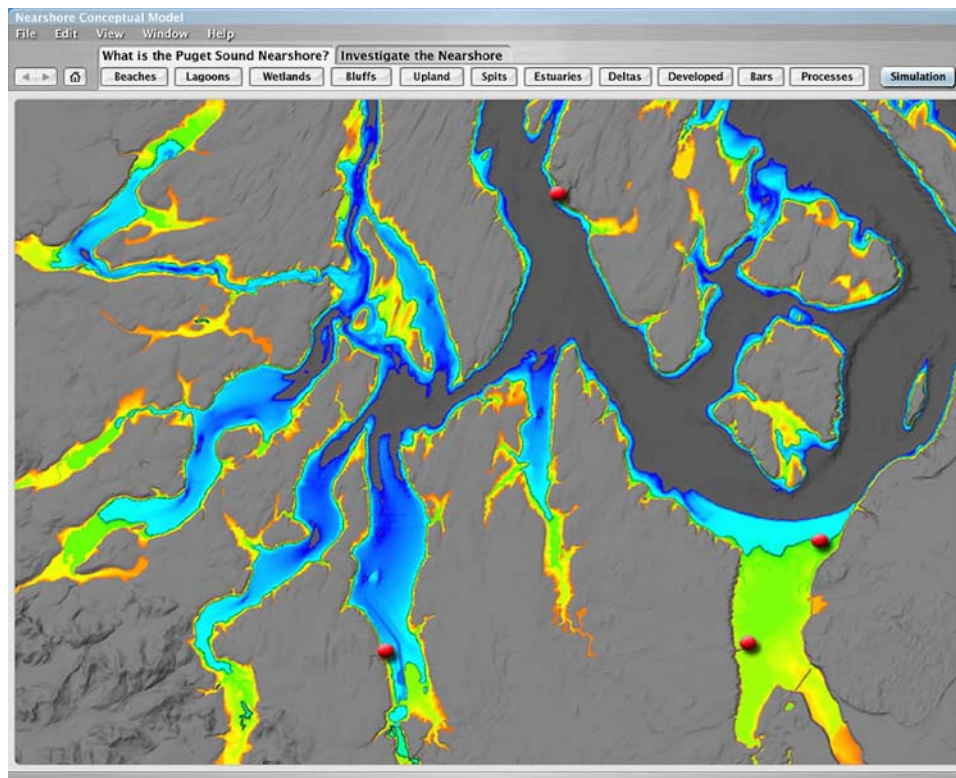 Nearshore Conceptual Model
File Edit View Window Help
What is the Puget Sound Nearshore? Investigate the Nearshore
Beaches Lagoons Wetlands Bluffs Upland Spits Estuaries Deltas Developed Bars Processes Simulation